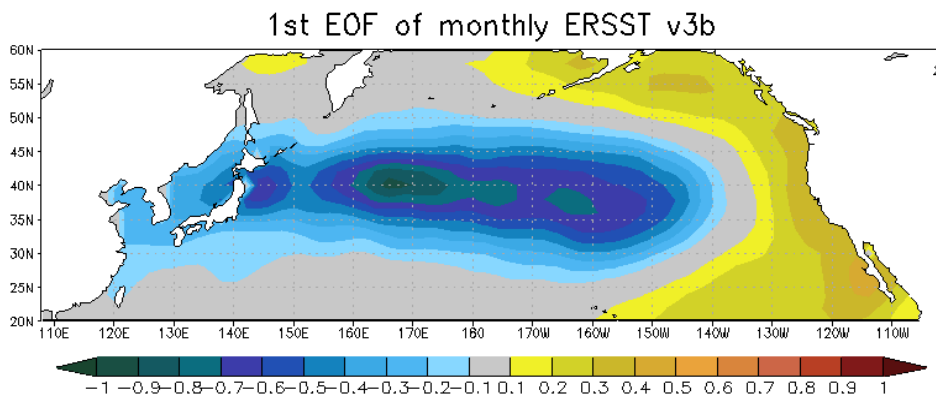 1st EOF of monthly ERSST v3b
60N
55N
50N
45N
40N
35N
30N
25N
20N
110E 120E 130E 140E 150E 160E 170E 180 170W 160W 150W 140W 130W 120W 110W
-1 -0.9 -0.8 -0.7 -0.6 -0.5 -0.4 -0.3 -0.2 -0.1 0.1 0.2 0.3 0.4 0.5 0.6 0.7 0.8 0.9 1